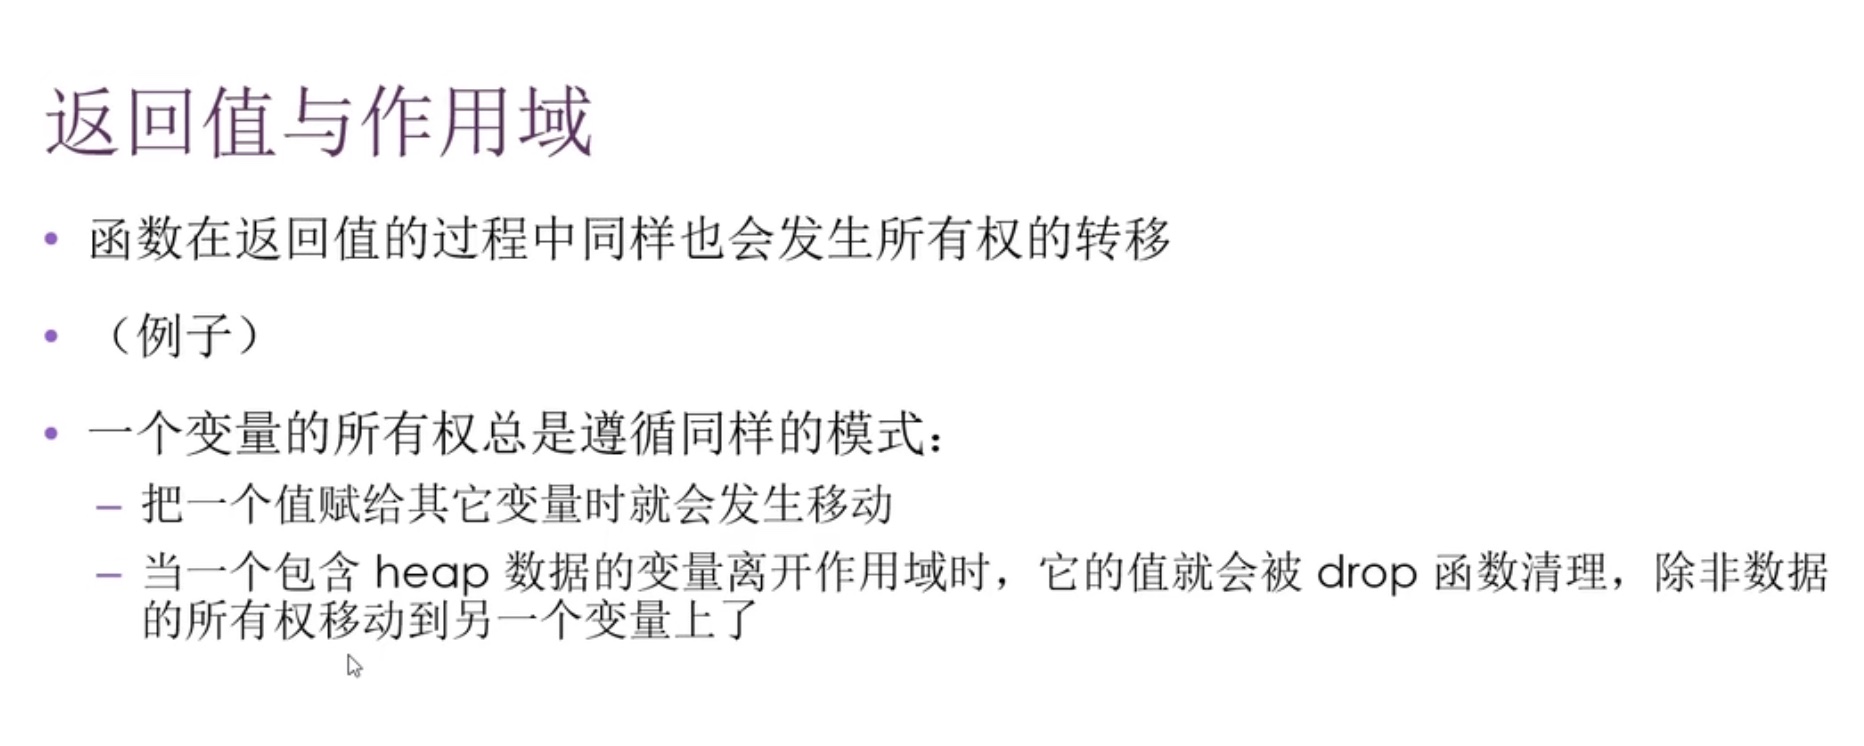 返回值与作用域
• 函数在返回值的过程中同样也会发生所有权的转移
• （例子）
• 一个变量的所有权总是遵循同样的模式：
– 把一个值赋给其它变量时就会发生移动
– 当一个包含 heap 数据的变量离开作用域时，它的值就会被 drop 函数清理，除非数据
的所有权移动到另一个变量上了